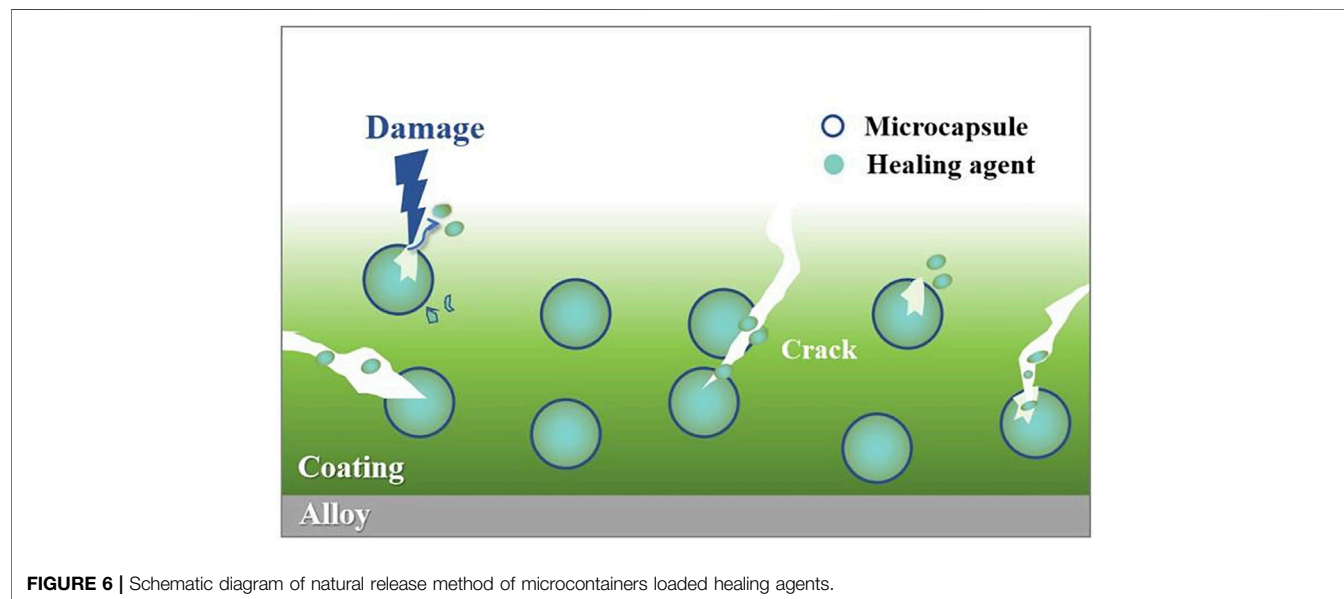 Damage
Microcapsule
Healing agent
Crack
Coating
Alloy
FIGURE 6 | Schematic diagram of natural release method of microcontainers loaded healing agents.